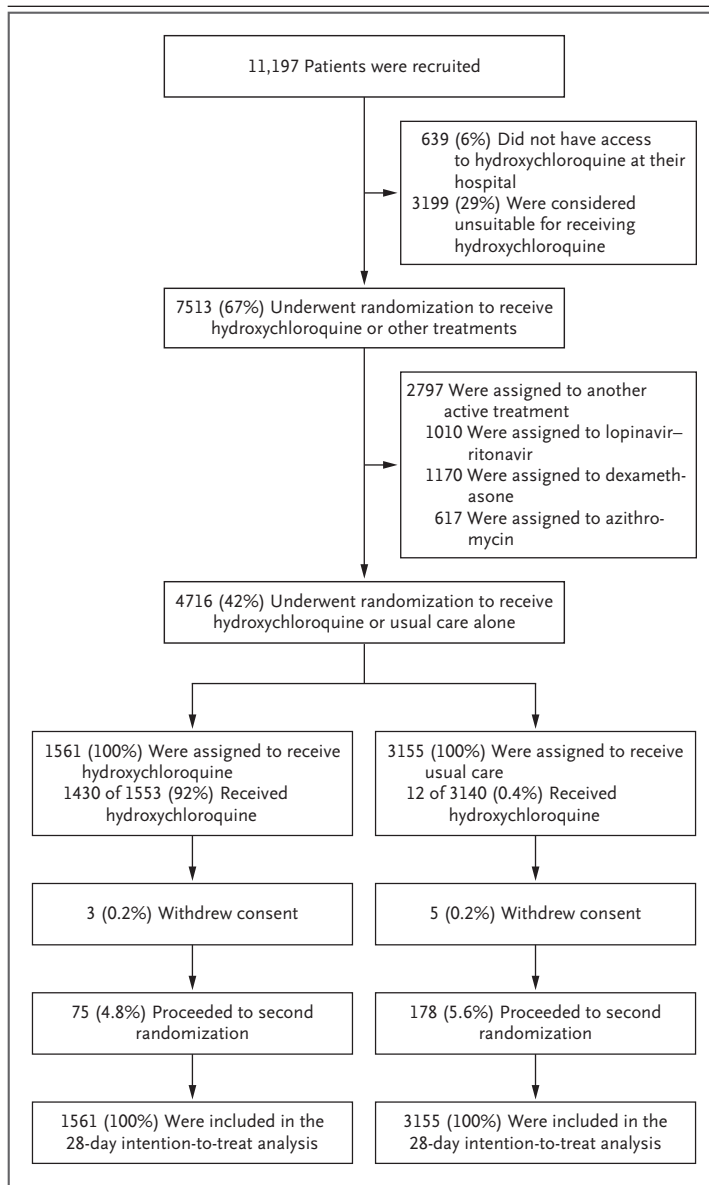 11,197 Patients were recruited
639 (6%) Did not have access
to hydroxychloroquine at their
hospital
3199 (29%) Were considered
unsuitable for receiving
hydroxychloroquine
7513 (67%) Underwent randomization to receive
hydroxychloroquine or other treatments
2797 Were assigned to another
active treatment
1010 Were assigned to lopinavir–
ritonavir
1170 Were assigned to dexameth-
asone
617 Were assigned to azithro-
mycin
4716 (42%) Underwent randomization to receive
hydroxychloroquine or usual care alone
1561 (100%) Were assigned to receive
hydroxychloroquine
1430 of 1553 (92%) Received
hydroxychloroquine
3155 (100%) Were assigned to receive
usual care
12 of 3140 (0.4%) Received
hydroxychloroquine
3 (0.2%) Withdrew consent
5 (0.2%) Withdrew consent
75 (4.8%) Proceeded to second
randomization
178 (5.6%) Proceeded to second
randomization
1561 (100%) Were included in the
28-day intention-to-treat analysis
3155 (100%) Were included in the
28-day intention-to-treat analysis